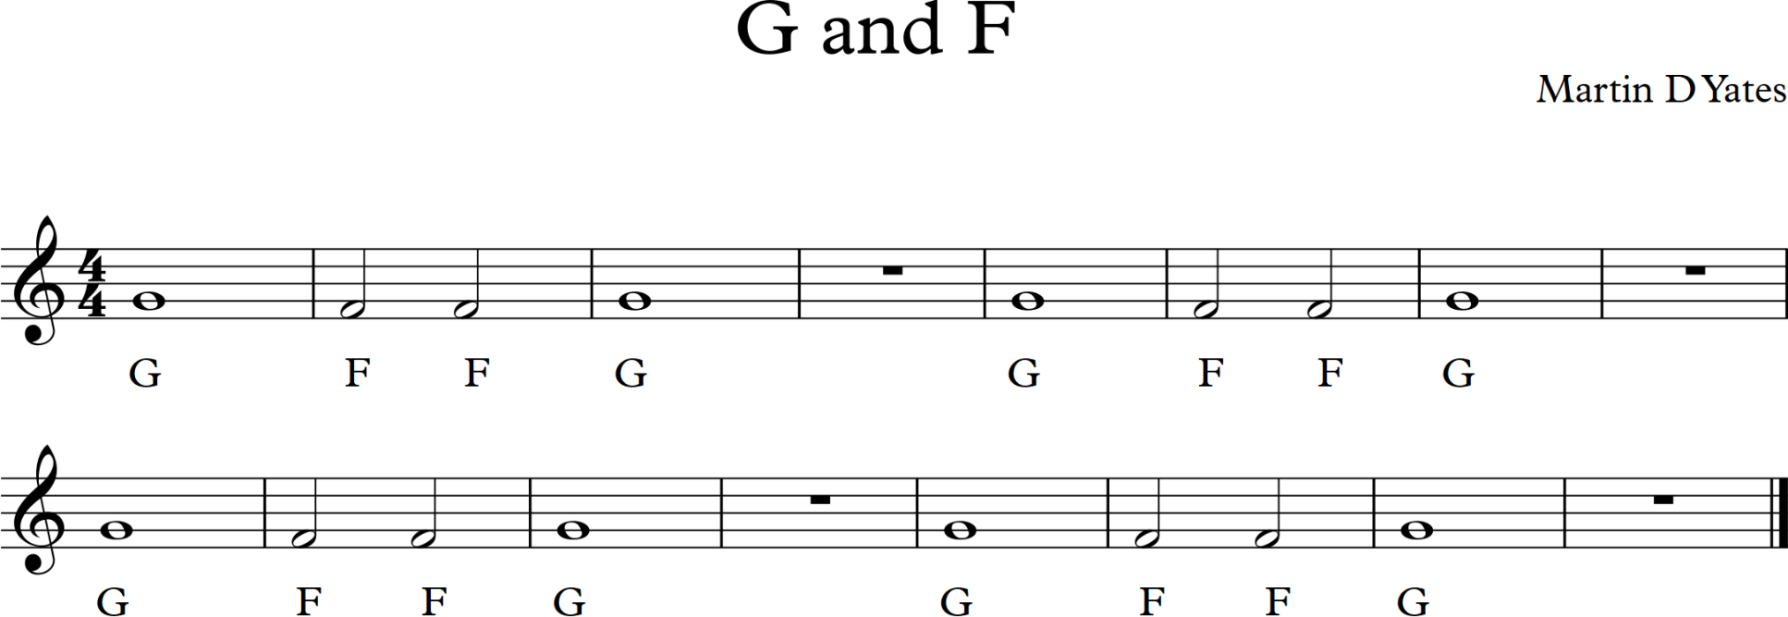 G and F
Martin D Yates
4
4
G F F G G F F G
G F F G G F F G